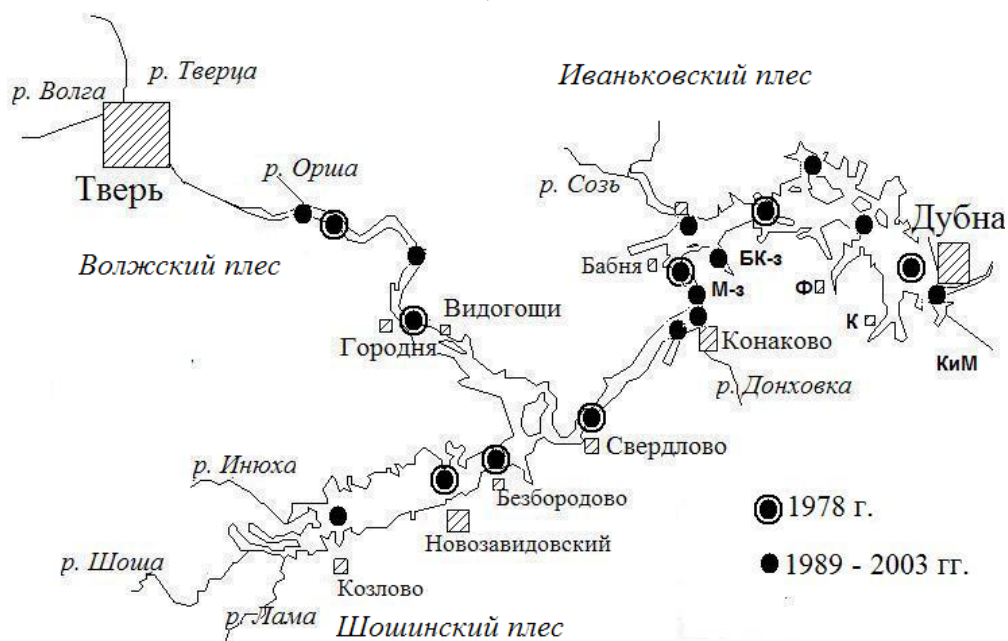 р. Тверца
Иваньковский плес
р. Волга
р. Орша
р. Созь
Тверь
Дубна
Волжский плес
Бабня
БК-з
М-з
Ф
Видогощи
К
Городня
Конаково
КиМ
р. Донховка
Свердлово
р. Инюха
Безбородово
1978 г.
Новозавидовский
р. Шоша
Козлово
1989 - 2003 гг.
р. Лама
Шошинский плес